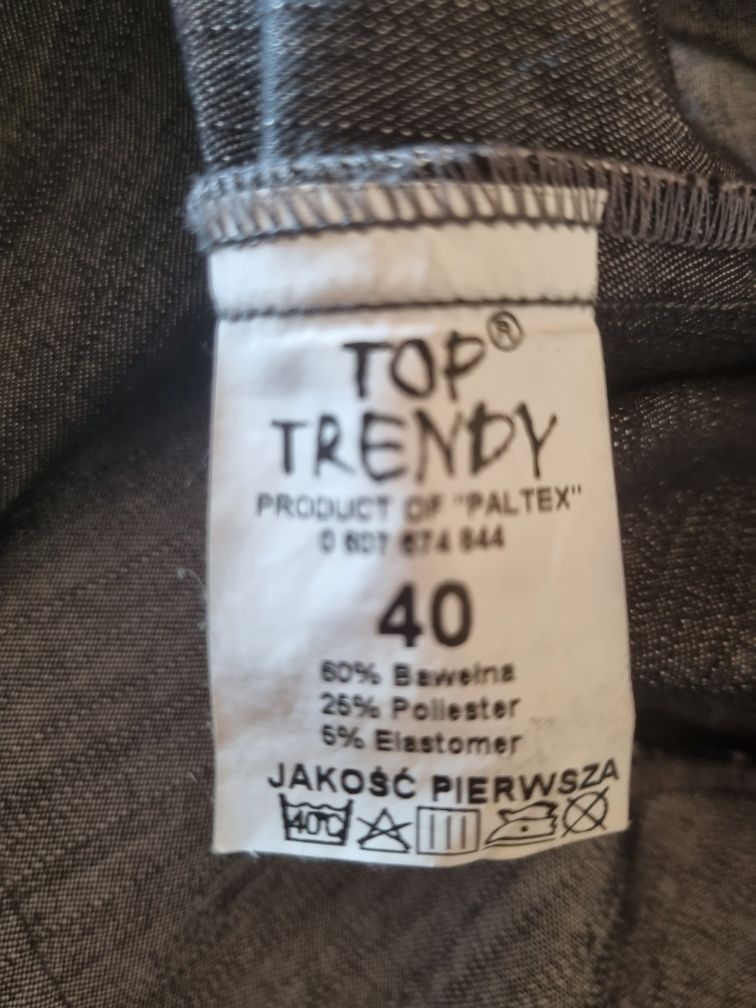 TOP ®
TRENDY
PRODUCT OF "PALTEX"
0 607 674 844
40
60% Bawełna
25% Poliester
5% Elastomer
JAKOŚĆ PIERWSZA
40°C